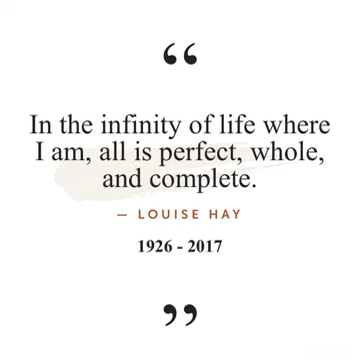 “
In the infinity of life where
I am, all is perfect, whole,
and complete.
— LOUISE HAY
1926 - 2017
”